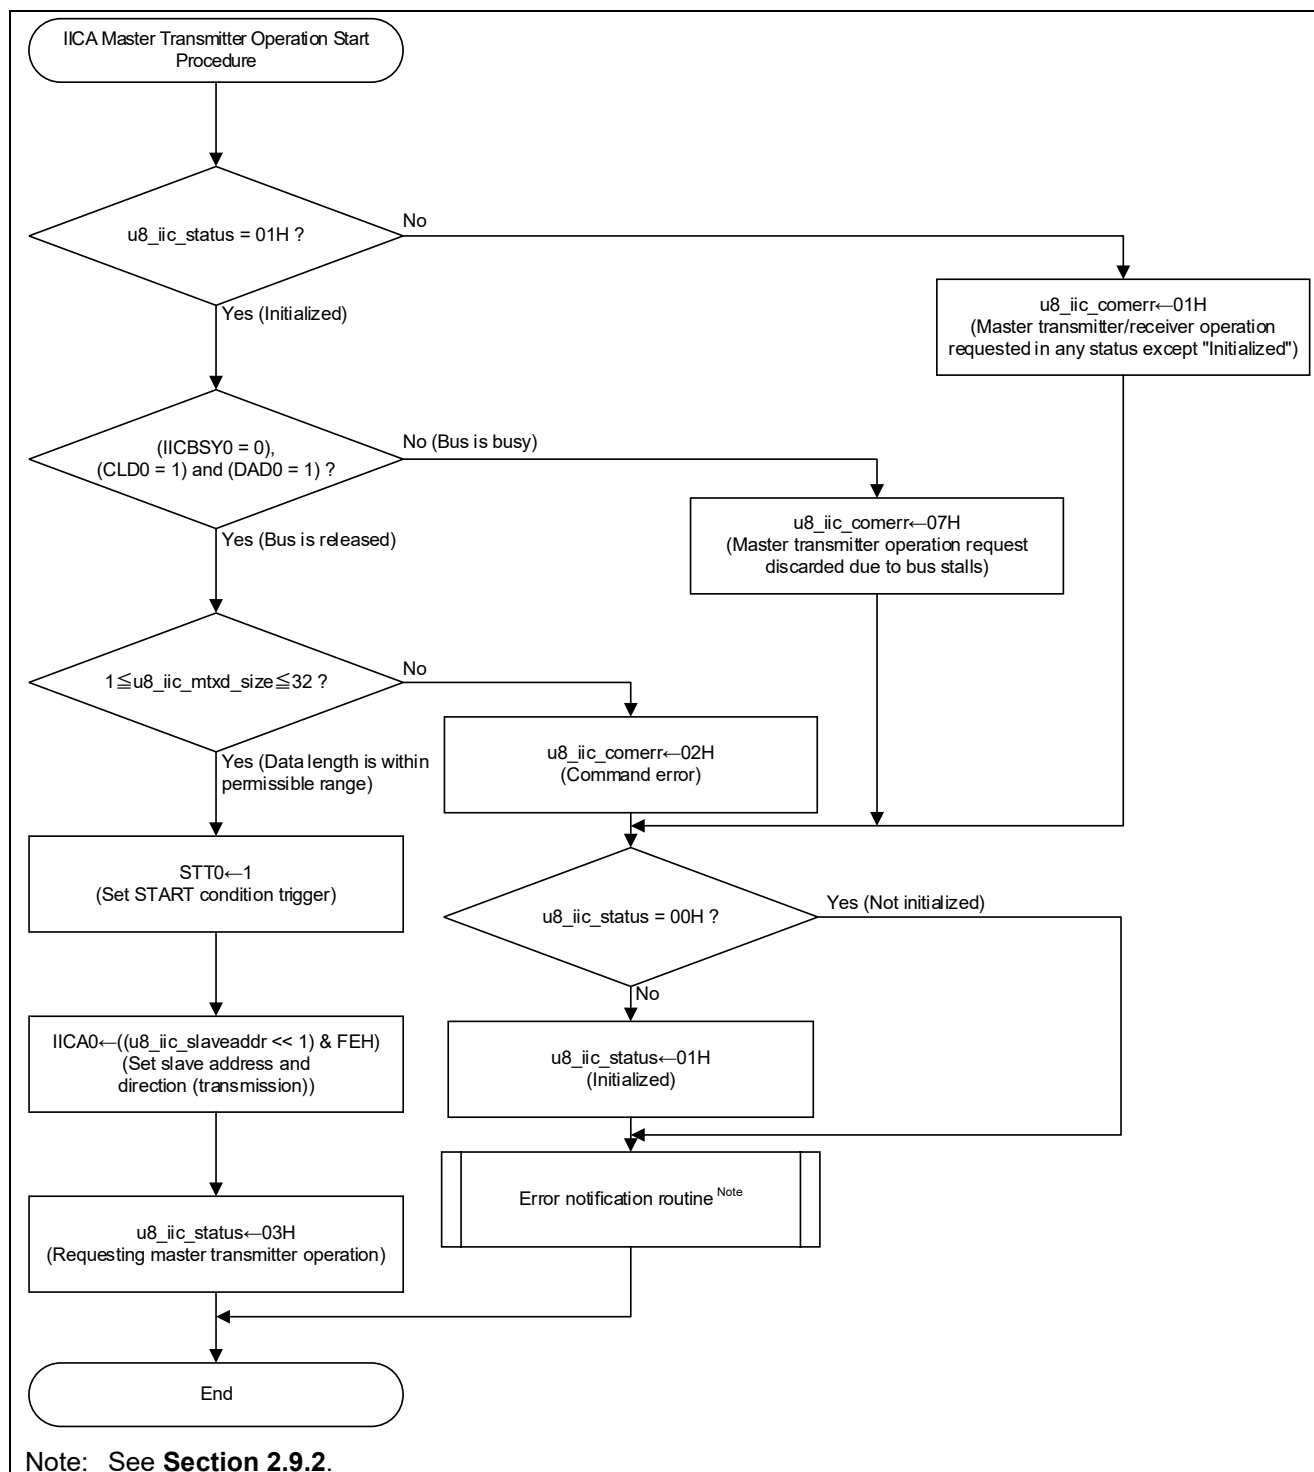 IICA Master Transmitter Operation Start
Procedure
u8_iic_status = 01H ?
No
Yes (Initialized)
u8_iic_comerr←01H
(Master transmitter/receiver operation
requested in any status except "Initialized")
(IICBSY0 = 0),
(CLD0 = 1) and (DAD0 = 1) ?
No (Bus is busy)
Yes (Bus is released)
u8_iic_comerr←07H
(Master transmitter operation request
discarded due to bus stalls)
1≦u8_iic_mtxd_size≦32 ?
No
Yes (Data length is within
permissible range)
u8_iic_comerr←02H
(Command error)
STT0←1
(Set START condition trigger)
u8_iic_status = 00H ?
Yes (Not initialized)
No
IICA0←((u8_iic_slaveaddr << 1) & FEH)
(Set slave address and
direction (transmission))
u8_iic_status←01H
(Initialized)
Error notification routine Note
u8_iic_status←03H
(Requesting master transmitter operation)
End
Note: See Section 2.9.2.